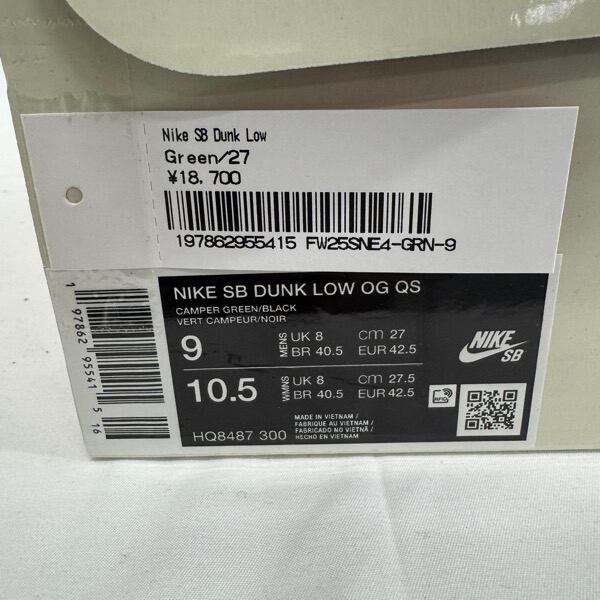 Nike SB Dunk Low
Green/27
¥18,700
197862955415 FW25SNE4-GRN-9
NIKE SB DUNK LOW OG QS
CAMPER GREEN/BLACK
VERT CAMPEUR/NOIR
9 MENS UK 8 cm 27
BR 40.5 EUR 42.5
10.5 WMNS UK 8 cm 27.5
BR 40.5 EUR 42.5
NIKE
SB
RFID
HQ8487 300
MADE IN VIETNAM /
FABRIQUE AU VIETNAM /
FABRICADO NO VIETNÃ /
HECHO EN VIETNAM
1 97862 95541 5 16